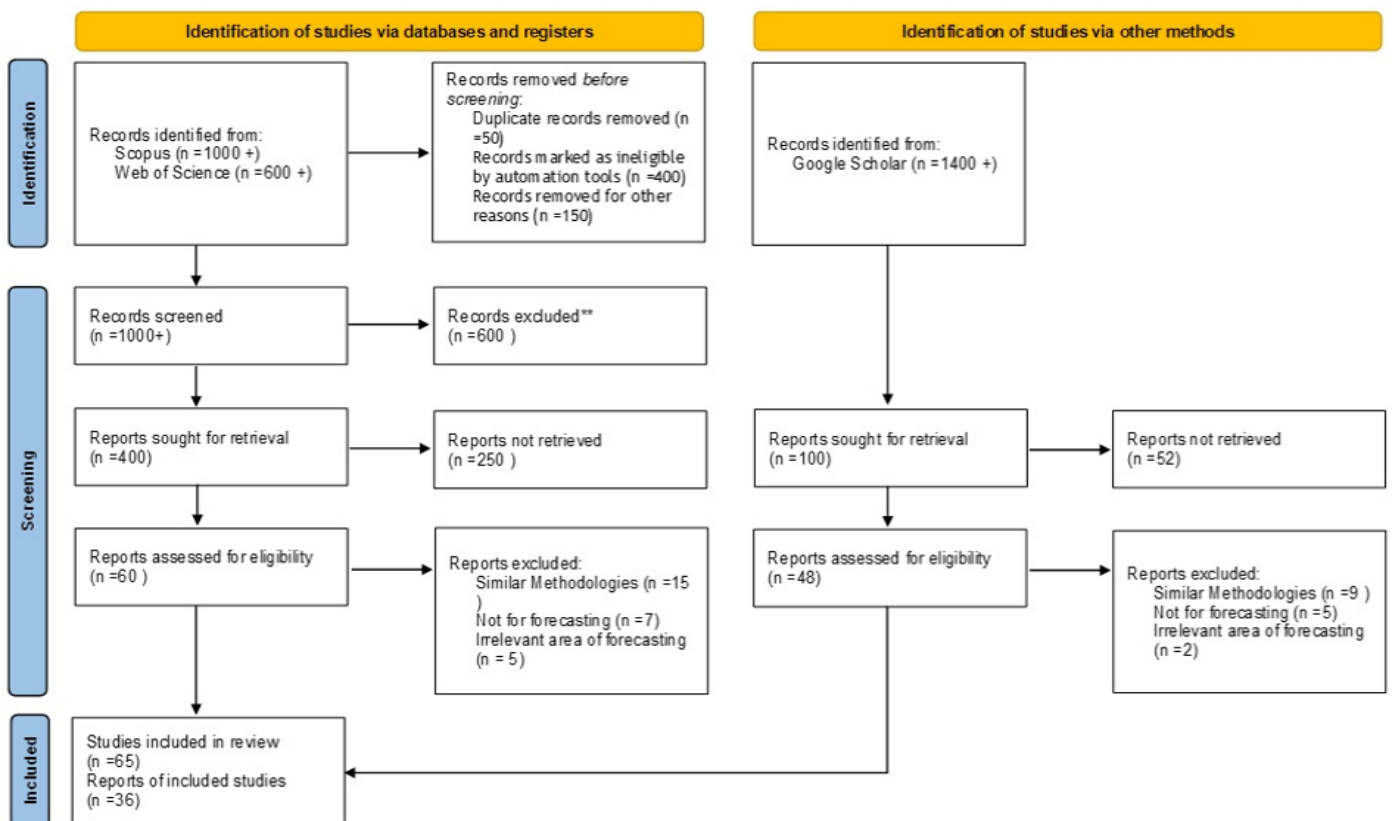 Identification of studies via databases and registers
Identification of studies via other methods
Identification
Records identified from:
Scopus (n =1000 +)
Web of Science (n =600 +)
Records removed before
screening:
Duplicate records removed (n
=50)
Records marked as ineligible
by automation tools (n =400)
Records removed for other
reasons (n =150)
Records identified from:
Google Scholar (n =1400 +)
Screening
Records screened
(n =1000+)
Records excluded**
(n =600 )
Reports sought for retrieval
(n =400)
Reports not retrieved
(n =250 )
Reports sought for retrieval
(n =100)
Reports not retrieved
(n =52)
Reports assessed for eligibility
(n =60 )
Reports excluded:
Similar Methodologies (n =15
)
Not for forecasting (n =7)
Irrelevant area of forecasting
(n = 5)
Reports assessed for eligibility
(n =48)
Reports excluded:
Similar Methodologies (n =9 )
Not for forecasting (n =5)
Irrelevant area of forecasting
(n =2)
Included
Studies included in review
(n =65)
Reports of included studies
(n =36)